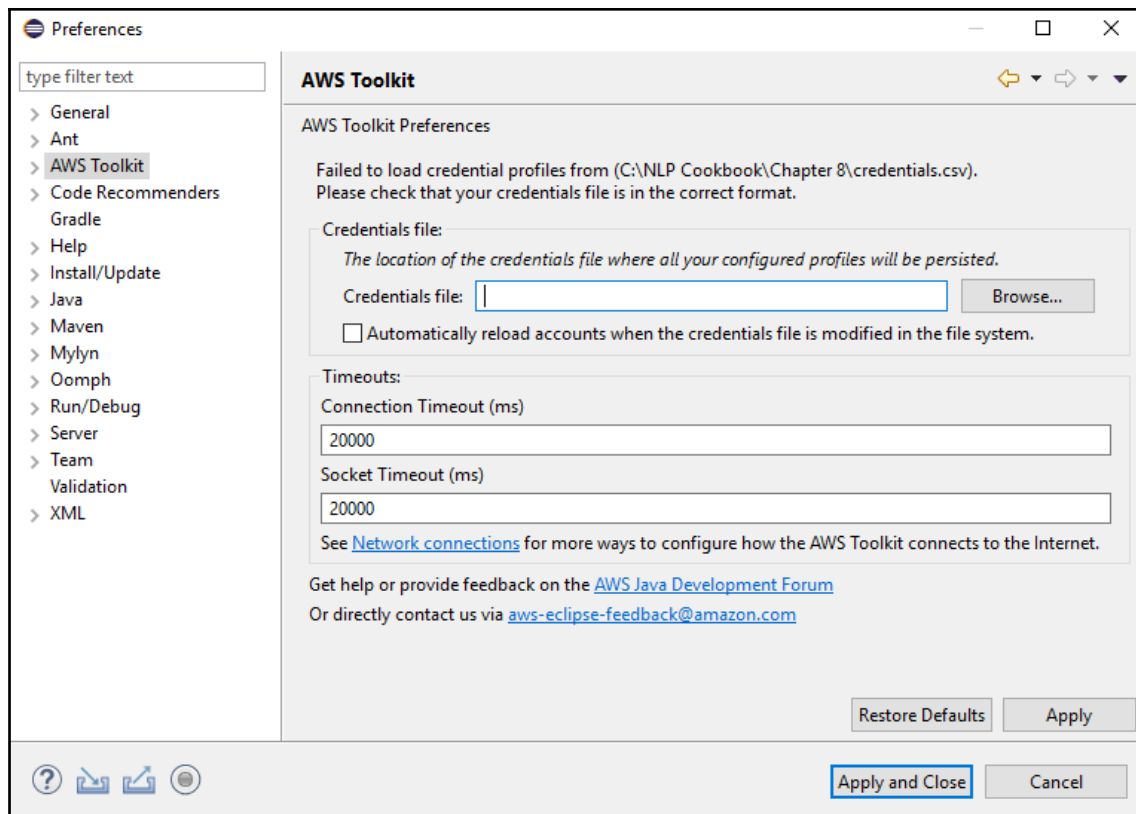 Preferences
type filter text
General
Ant
AWS Toolkit
Code Recommenders
Gradle
Help
Install/Update
Java
Maven
Mylyn
Oomph
Run/Debug
Server
Team
Validation
XML
AWS Toolkit
AWS Toolkit Preferences
Failed to load credential profiles from (C:\NLP Cookbook\Chapter 8\credentials.csv).
Please check that your credentials file is in the correct format.
Credentials file:
The location of the credentials file where all your configured profiles will be persisted.
Credentials file:
Browse...
Automatically reload accounts when the credentials file is modified in the file system.
Timeouts:
Connection Timeout (ms)
20000
Socket Timeout (ms)
20000
See Network connections for more ways to configure how the AWS Toolkit connects to the Internet.
Get help or provide feedback on the AWS Java Development Forum
Or directly contact us via aws-eclipse-feedback@amazon.com
Restore Defaults Apply
Apply and Close Cancel